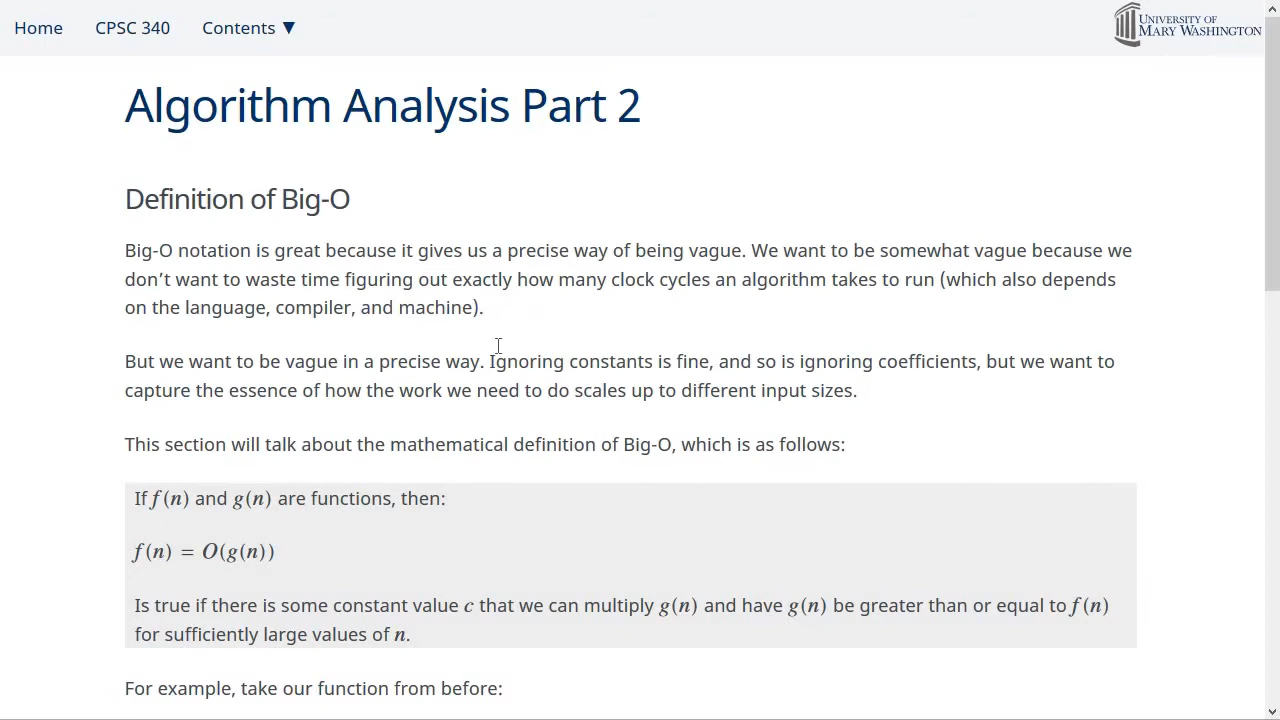 Home CPSC 340 Contents ▼
UNIVERSITY OF
MARY WASHINGTON
Algorithm Analysis Part 2
Definition of Big-O
Big-O notation is great because it gives us a precise way of being vague. We want to be somewhat vague because we
don’t want to waste time figuring out exactly how many clock cycles an algorithm takes to run (which also depends
on the language, compiler, and machine).
But we want to be vague in a precise way. Ignoring constants is fine, and so is ignoring coefficients, but we want to
capture the essence of how the work we need to do scales up to different input sizes.
This section will talk about the mathematical definition of Big-O, which is as follows:
If f(n) and g(n) are functions, then:
f(n) = O(g(n))
Is true if there is some constant value c that we can multiply g(n) and have g(n) be greater than or equal to f(n)
for sufficiently large values of n.
For example, take our function from before: